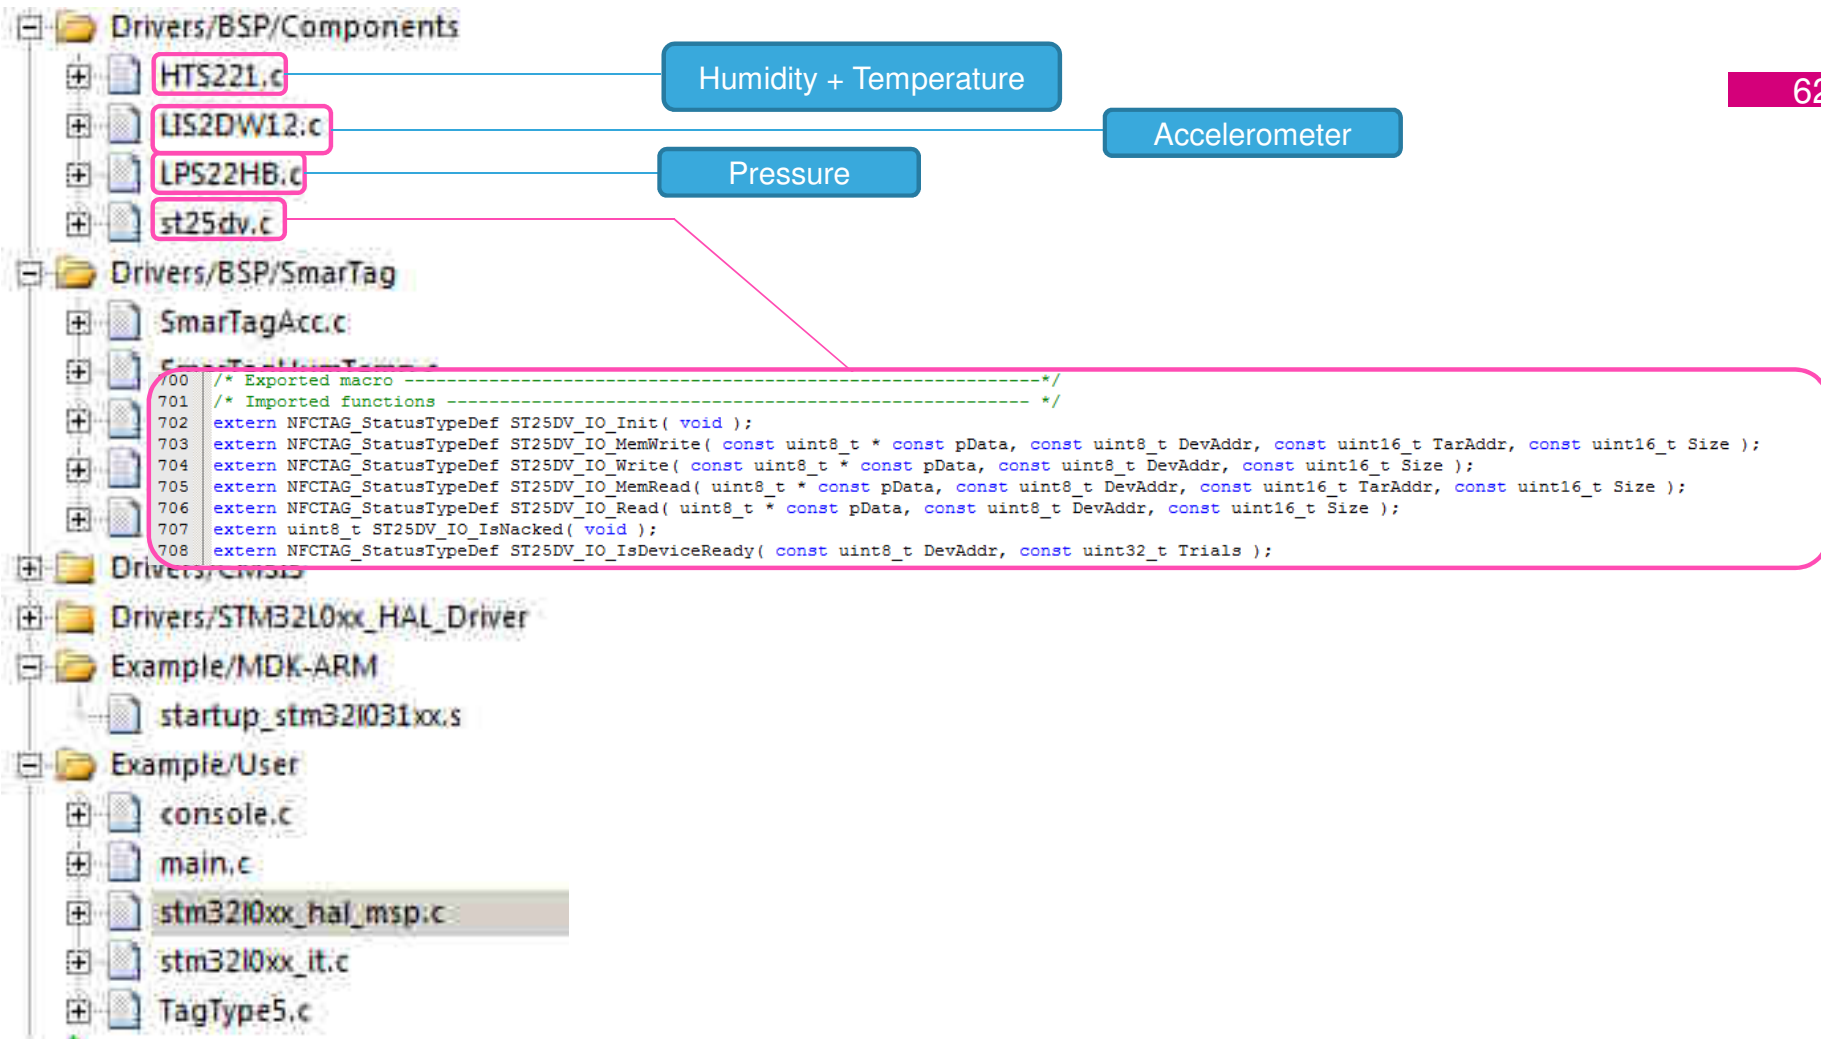 Drivers/BSP/Components
HTS221.c
Humidity + Temperature
62
LIS2DW12.c
Accelerometer
LPS22HB.c
Pressure
st25dv.c
Drivers/BSP/SmarTag
SmarTagAcc.c
SmarTagHumTemp.c
700 /* Exported macro ------------------------------------------------------------*/
701 /* Imported functions ------------------------------------------------------- */
702 extern NFCTAG_StatusTypeDef ST25DV_IO_Init( void );
703 extern NFCTAG_StatusTypeDef ST25DV_IO_MemWrite( const uint8_t * const pData, const uint8_t DevAddr, const uint16_t TarAddr, const uint16_t Size );
704 extern NFCTAG_StatusTypeDef ST25DV_IO_Write( const uint8_t * const pData, const uint8_t DevAddr, const uint16_t Size );
705 extern NFCTAG_StatusTypeDef ST25DV_IO_MemRead( uint8_t * const pData, const uint8_t DevAddr, const uint16_t TarAddr, const uint16_t Size );
706 extern NFCTAG_StatusTypeDef ST25DV_IO_Read( uint8_t * const pData, const uint8_t DevAddr, const uint16_t Size );
707 extern uint8_t ST25DV_IO_IsNacked( void );
708 extern NFCTAG_StatusTypeDef ST25DV_IO_IsDeviceReady( const uint8_t DevAddr, const uint32_t Trials );
Drivers/CMSIS
Drivers/STM32L0xx_HAL_Driver
Example/MDK-ARM
startup_stm32l031xx.s
Example/User
console.c
main.c
stm32l0xx_hal_msp.c
stm32l0xx_it.c
TagType5.c